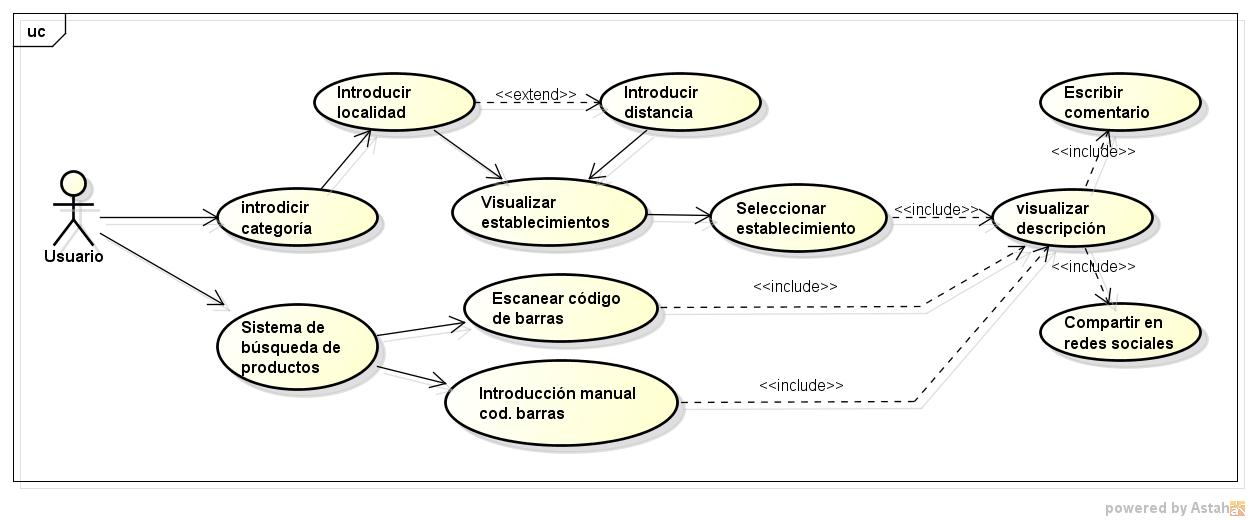 uc
Introducir
localidad
<<extend>>
Introducir
distancia
Escribir
comentario
<<include>>
introdicir
categoría
Visualizar
establecimientos
Seleccionar
establecimiento
<<include>>
visualizar
descripción
Usuario
<<include>>
Escanear código
de barras
<<include>>
Sistema de
búsqueda de
productos
Compartir en
redes sociales
Introducción manual
cod. barras
<<include>>
powered by Astah